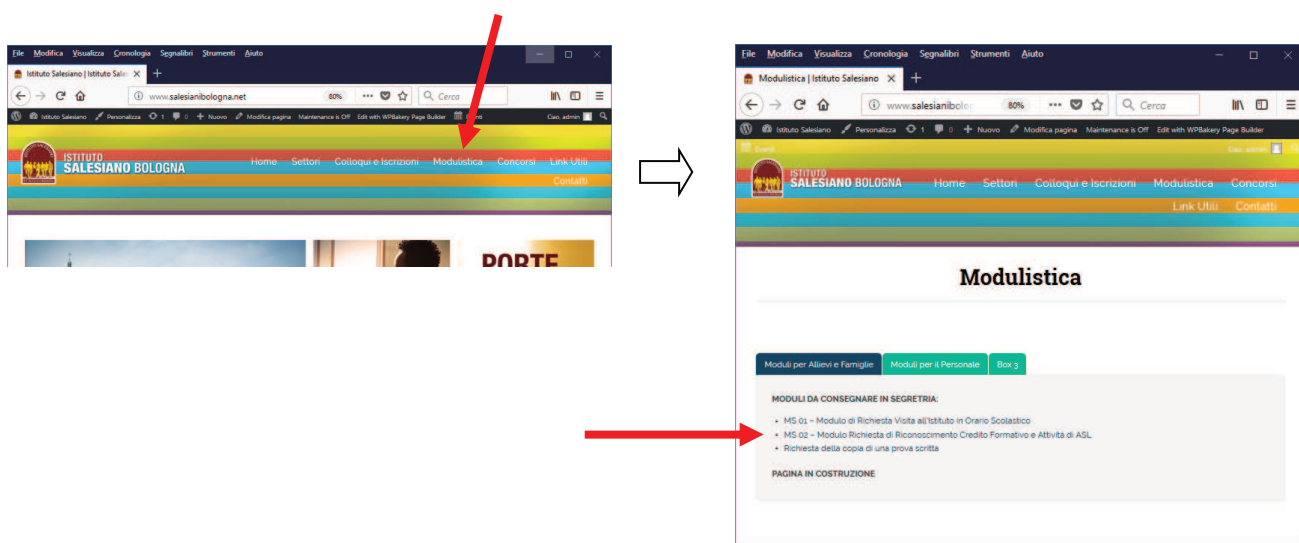 File Modifica Visualizza Cronologia Segnalibri Strumenti Aiuto
Istituto Salesiano | Istituto Sale
www.salesianibologna.net 80% Cerca
Istituto Salesiano Personalizza 1 0 Nuovo Modifica pagina Maintenance is Off Edit with WPBakery Page Builder Ciao, admin
ISTITUTO
SALESIANO BOLOGNA
Home Settori Colloqui e Iscrizioni Modulistica Concorsi Link Utili
Contatti
PORTE
File Modifica Visualizza Cronologia Segnalibri Strumenti Aiuto
Modulistica | Istituto Salesiano
www.salesianibolo 80% Cerca
Istituto Salesiano Personalizza 1 0 Nuovo Modifica pagina Maintenance is Off Edit with WPBakery Page Builder
Eventi Ciao, admin
ISTITUTO
SALESIANO BOLOGNA
Home Settori Colloqui e Iscrizioni Modulistica Concorsi
Link Utili Contatti
Modulistica
Moduli per Allievi e Famiglie Moduli per il Personale Box 3
MODULI DA CONSEGNARE IN SEGRETRIA:
MS 01 – Modulo di Richiesta Visita all'Istituto in Orario Scolastico
MS 02 – Modulo Richiesta di Riconoscimento Credito Formativo e Attivita di ASL
Richiesta della copia di una prova scritta
PAGINA IN COSTRUZIONE